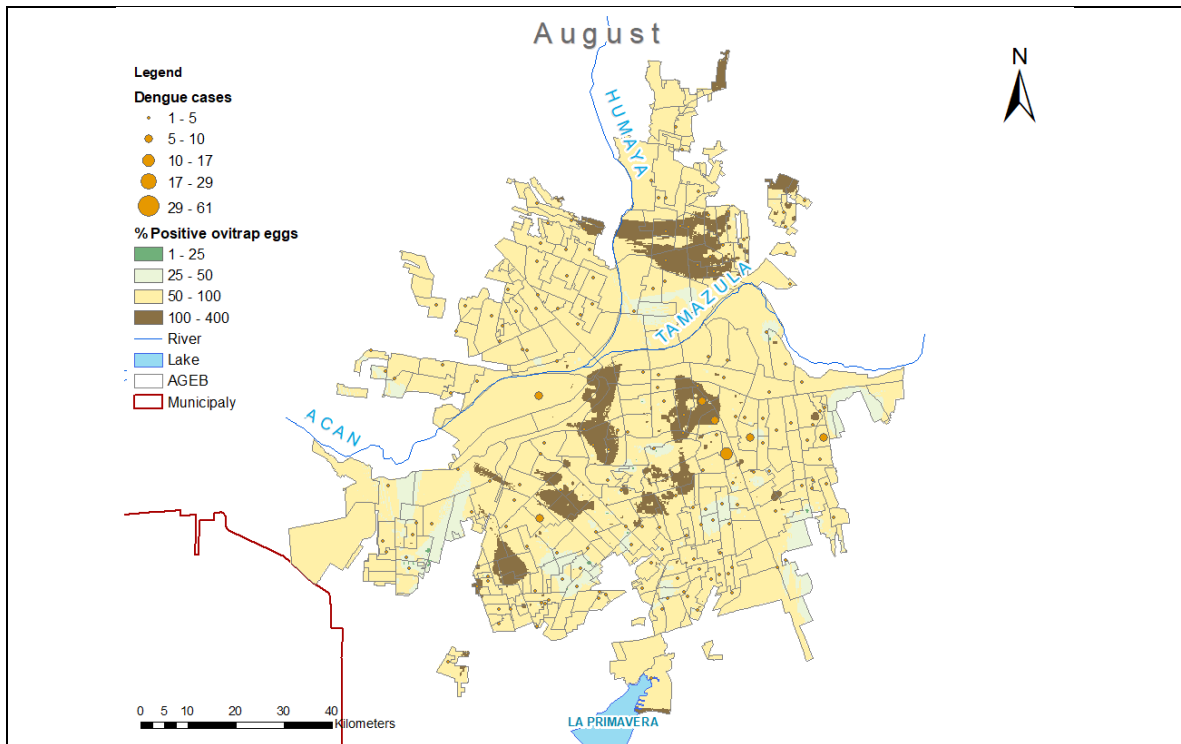 August
N
Legend
Dengue cases
1 - 5
5 - 10
10 - 17
17 - 29
29 - 61
% Positive ovitrap eggs
1 - 25
25 - 50
50 - 100
100 - 400
River
Lake
AGEB
Municipaly
HUMAYA
TAMAZULA
ACAN
LA PRIMAVERA
0 5 10 20 30 40
Kilometers